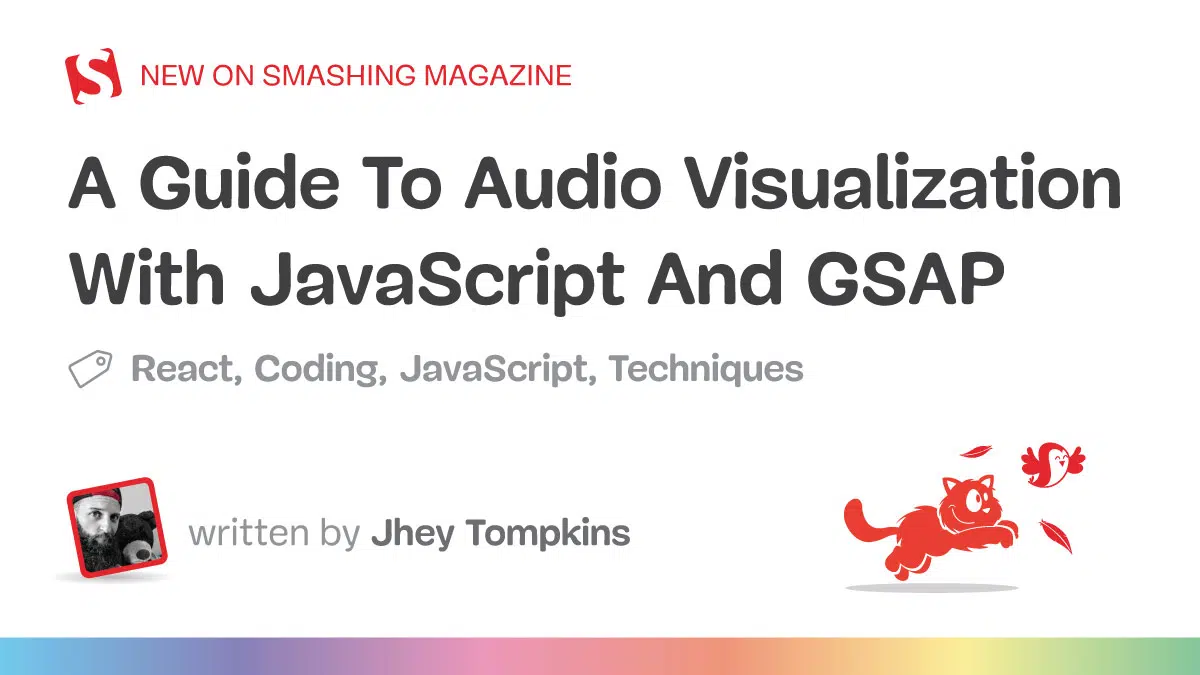 NEW ON SMASHING MAGAZINE
A Guide To Audio Visualization
With JavaScript And GSAP
React, Coding, JavaScript, Techniques
written by Jhey Tompkins